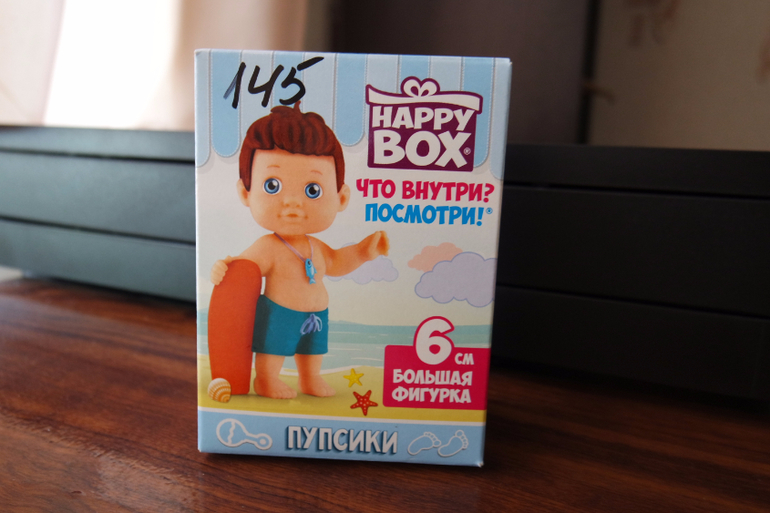 145
HAPPY
BOX®
ЧТО ВНУТРИ?
ПОСМОТРИ!®
6 СМ
БОЛЬШАЯ
ФИГУРКА
ПУПСИКИ